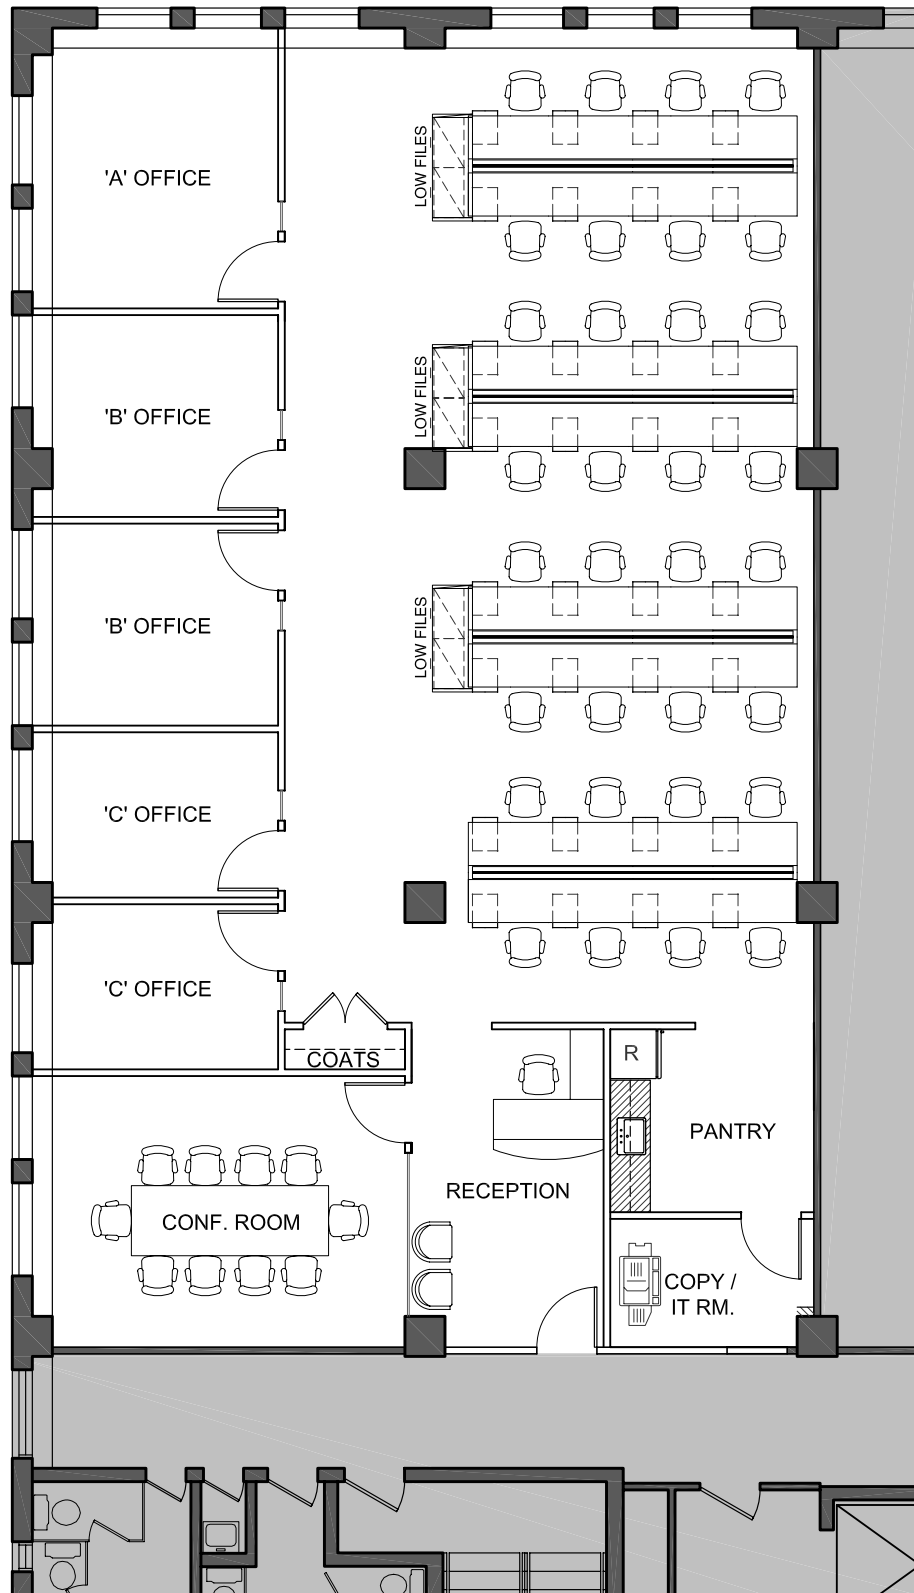 'A' OFFICE
LOW FILES
'B' OFFICE
LOW FILES
'B' OFFICE
LOW FILES
'C' OFFICE
'C' OFFICE
COATS
R
PANTRY
RECEPTION
CONF. ROOM
COPY /
IT RM.